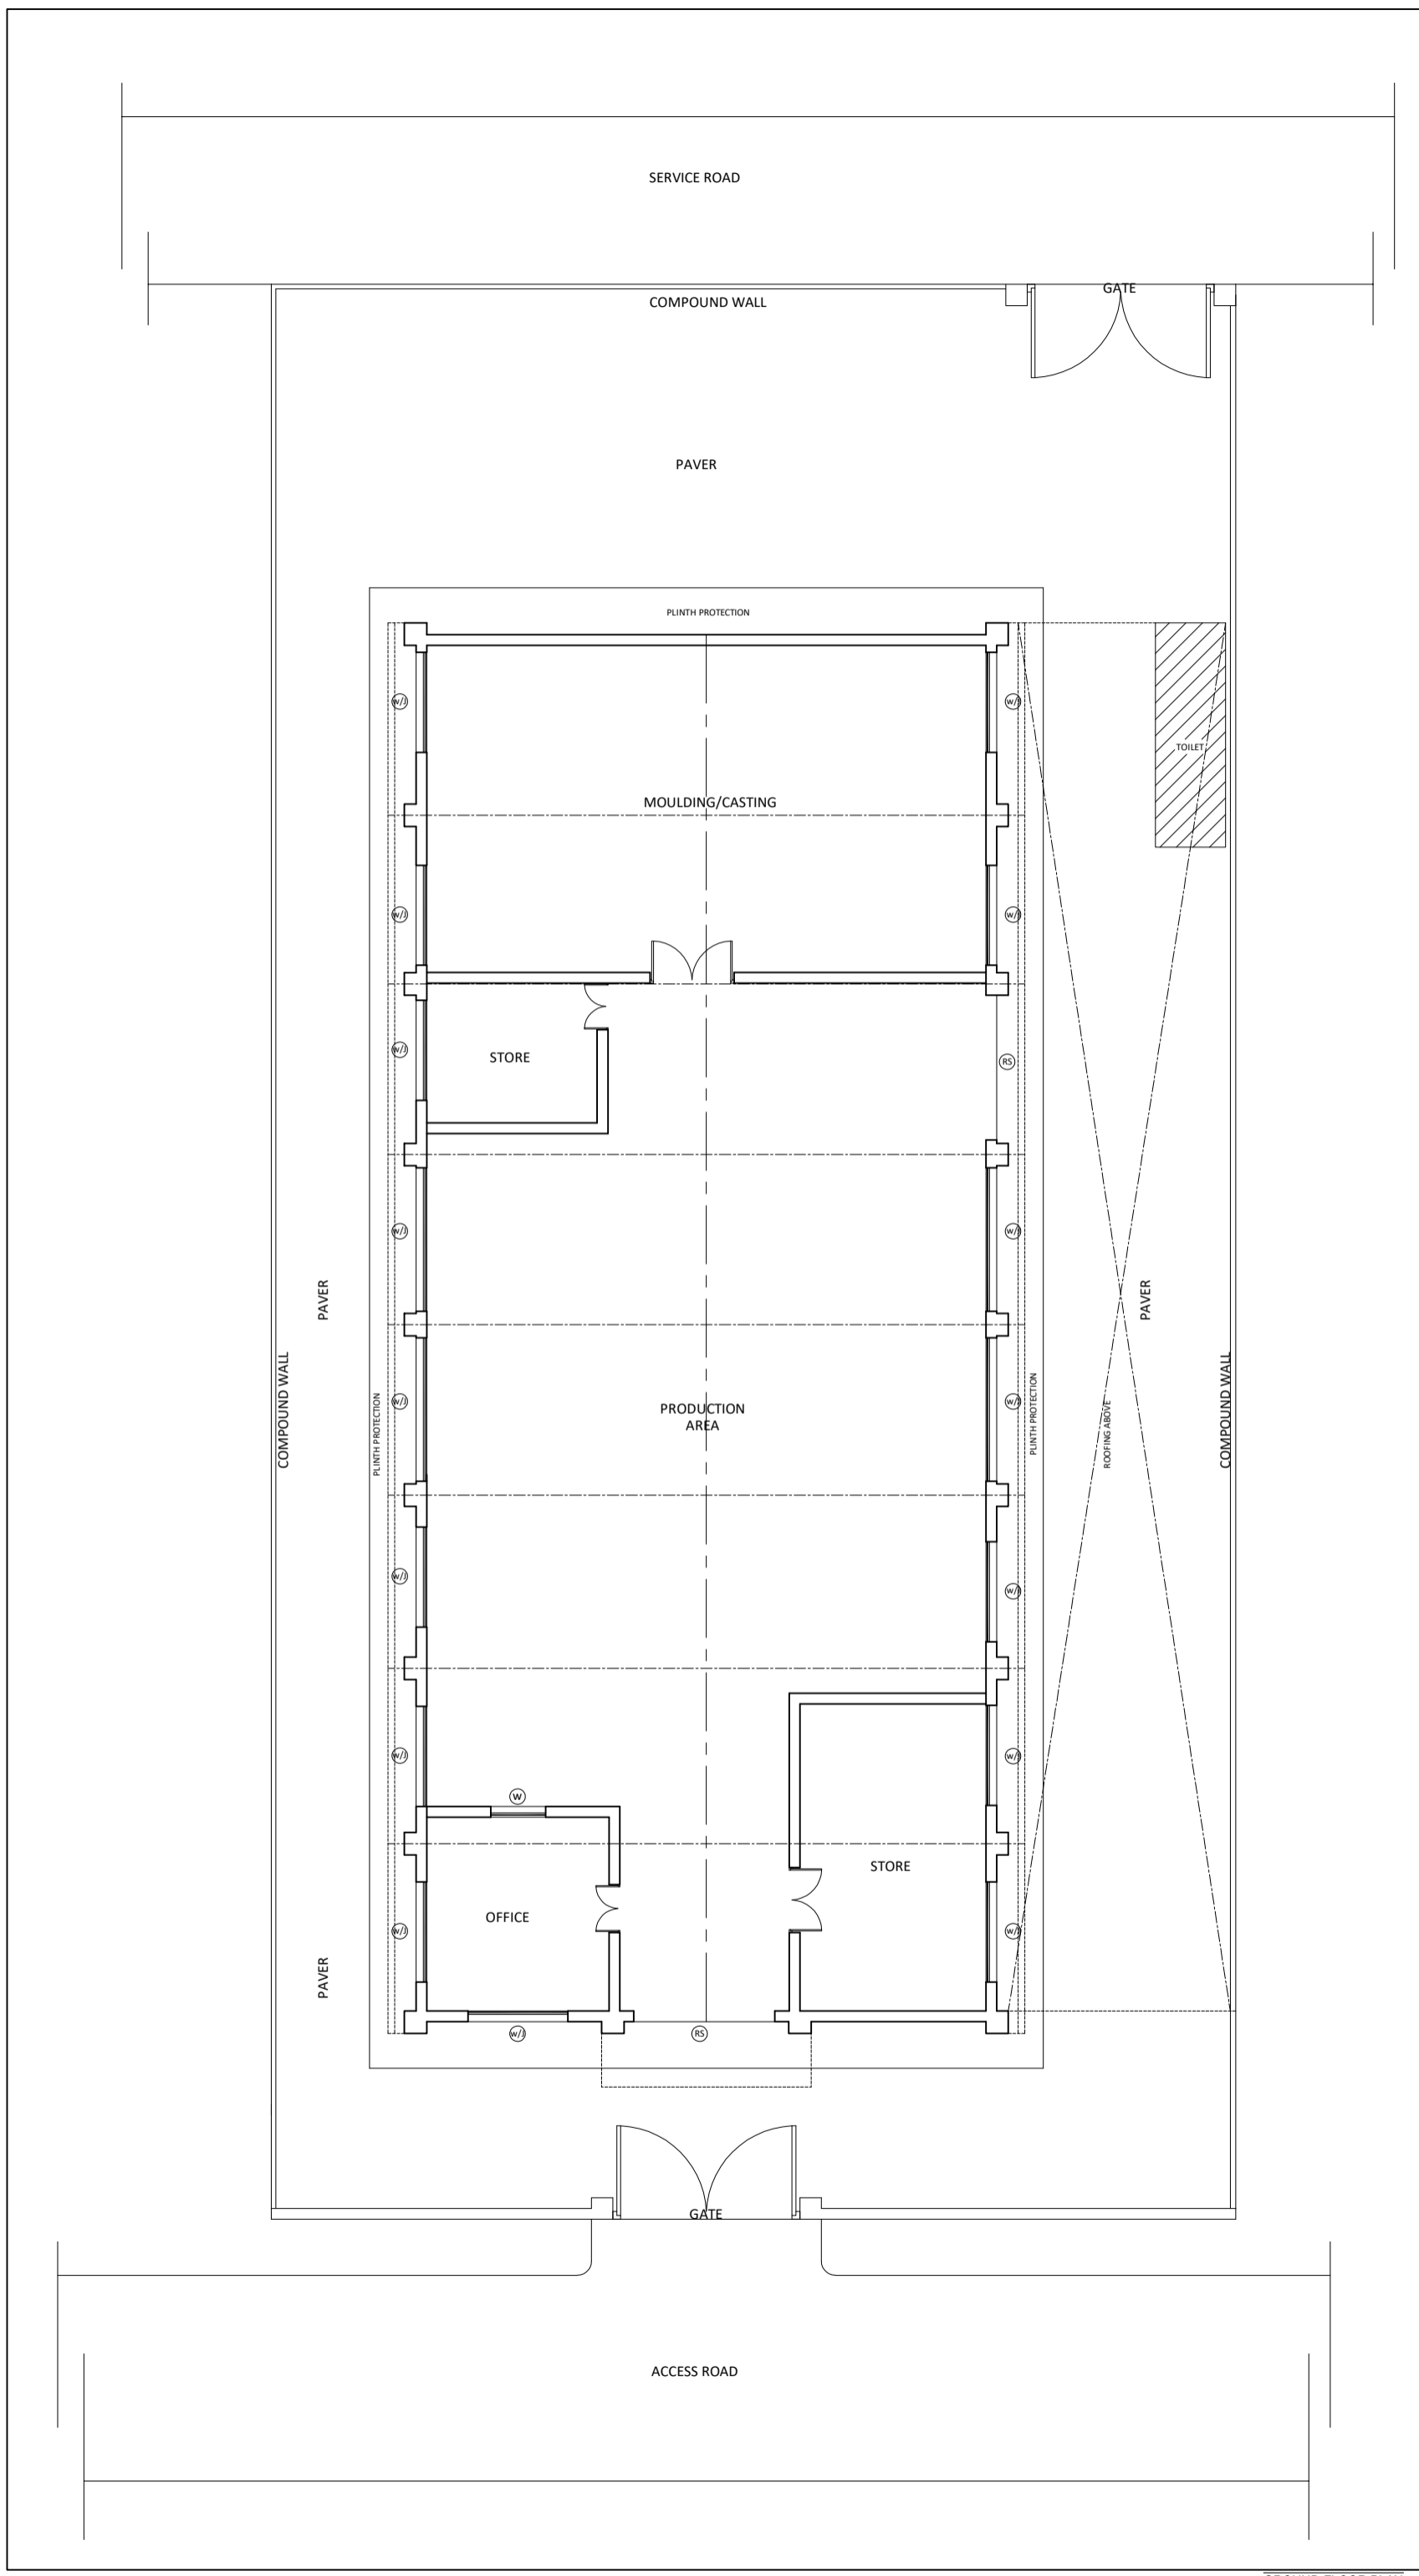 SERVICE ROAD
GATE
COMPOUND WALL
PAVER
PLINTH PROTECTION
W/J
W/J
TOILET
MOULDING/CASTING
W/J
W/J
STORE
W/J
RS
W/J
W/J
PAVER
PAVER
COMPOUND WALL
PLINTH PROTECTION
W/J
PRODUCTION
AREA
W/J
PLINTH PROTECTION
ROOFING ABOVE
COMPOUND WALL
W/J
W/J
W/J
W/J
W
STORE
OFFICE
W/J
W/J
PAVER
W/J
RS
GATE
ACCESS ROAD